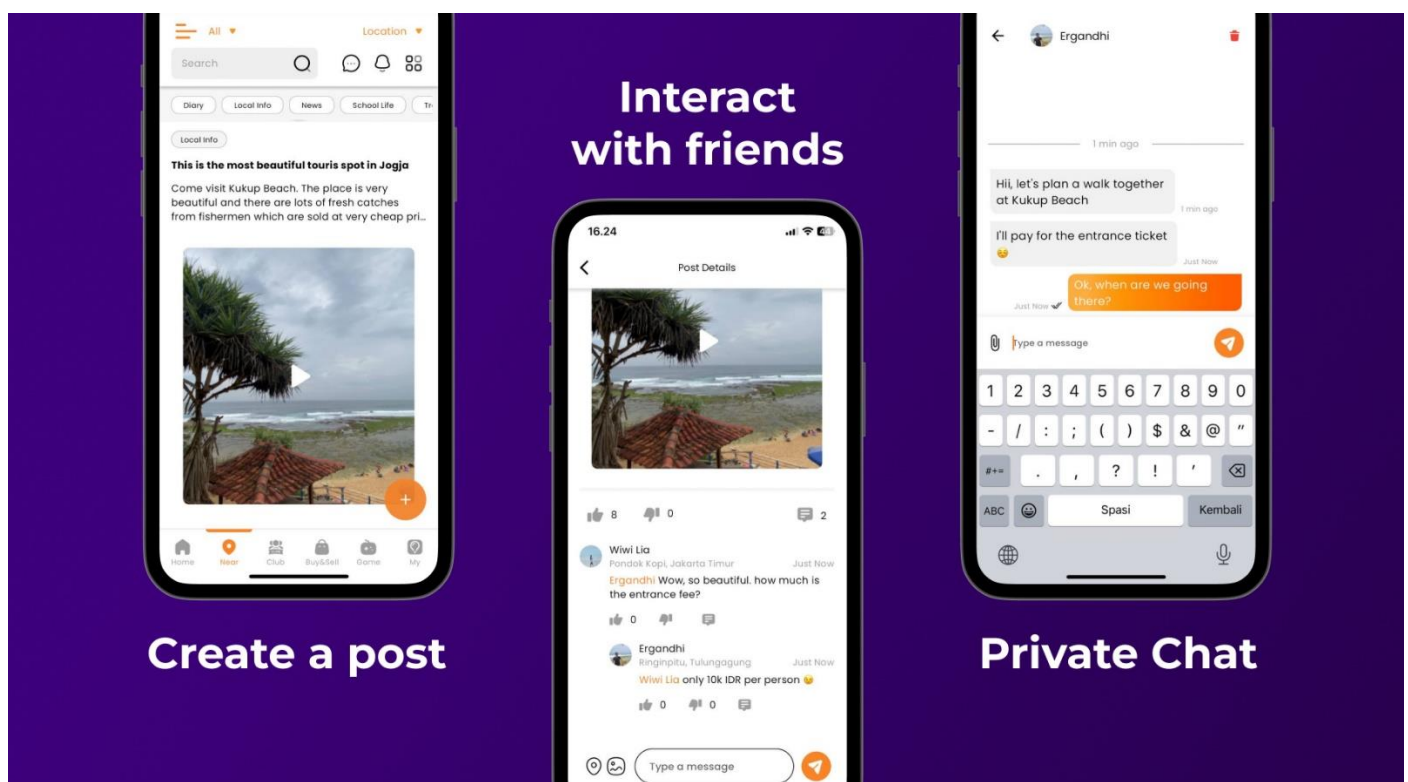 All
Location
Search
Diary
Local Info
News
School Life
Local Info
This is the most beautiful touris spot in Jogja
Come visit Kukup Beach. The place is very
beautiful and there are lots of fresh catches
from fishermen which are sold at very cheap pri...
+
Home
Near
Club
Buy&Sell
Game
My
Create a post
Interact
with friends
16.24
44
Post Details
8
0
2
Wiwi Lia
Pondok Kopi, Jakarta Timur
Just Now
Ergandhi Wow, so beautiful. how much is
the entrance fee?
0
Ergandhi
Ringinpitu, Tulungagung
Just Now
Wiwi Lia only 10k IDR per person 😉
0
0
Type a message
Ergandhi
1 min ago
Hii, let's plan a walk together
at Kukup Beach
1 min ago
I'll pay for the entrance ticket
😊
Just Now
Ok, when are we going
there?
Just Now
Type a message
1 2 3 4 5 6 7 8 9 0
- / : ; ( ) $ & @ "
#+= . , ? ! '
ABC
Spasi
Kembali
Private Chat